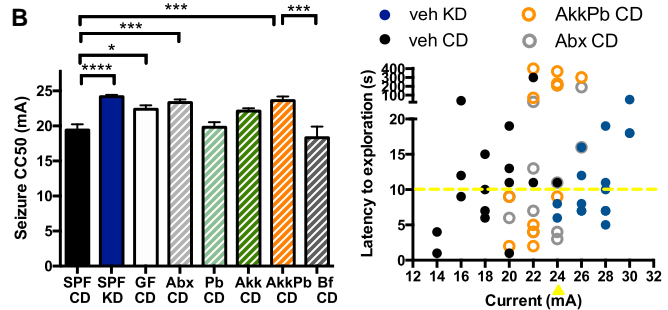 B
***
***
***
*
****
Seizure CC50 (mA)
25
20
15
10
5
0
SPF CD
SPF KD
GF CD
Abx CD
Pb CD
Akk CD
AkkPb CD
Bf CD
veh KD
veh CD
AkkPb CD
Abx CD
Latency to exploration (s)
400
300
200
100
20
15
10
5
0
12 14 16 18 20 22 24 26 28 30 32
Current (mA)